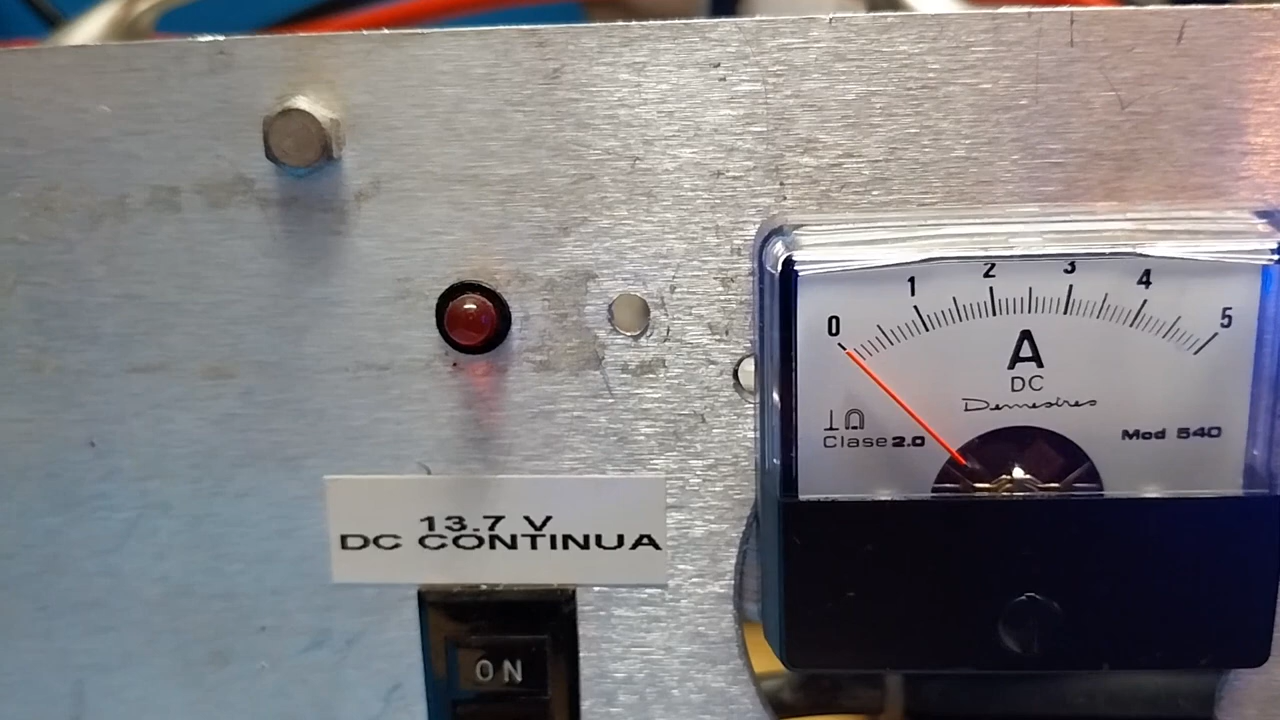 0 1 2 3 4 5
A
DC
Demestres
Clase 2.0
Mod 540
13.7 V
DC CONTINUA
ON